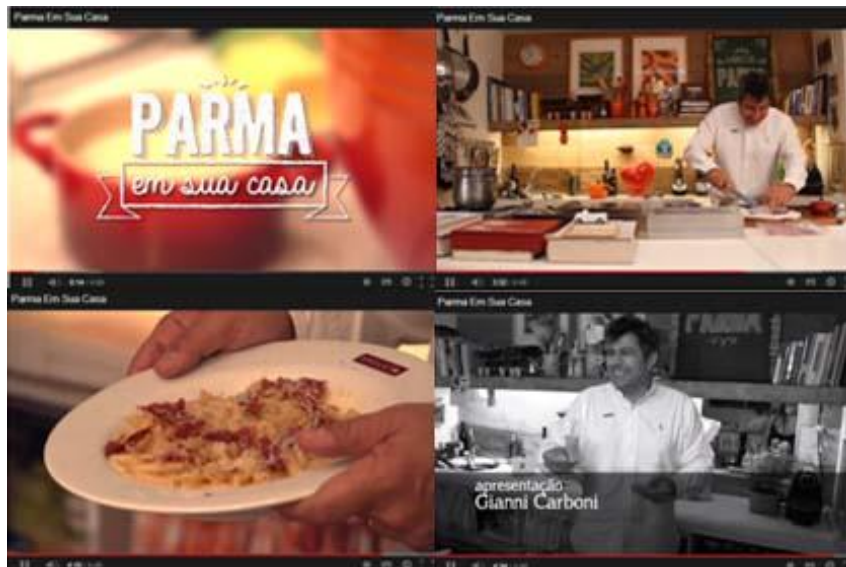 Parma Em Sua Casa
PARMA
em sua casa
Parma Em Sua Casa
Parma Em Sua Casa
Parma Em Sua Casa
PARMA
apresentação
Gianni Carboni